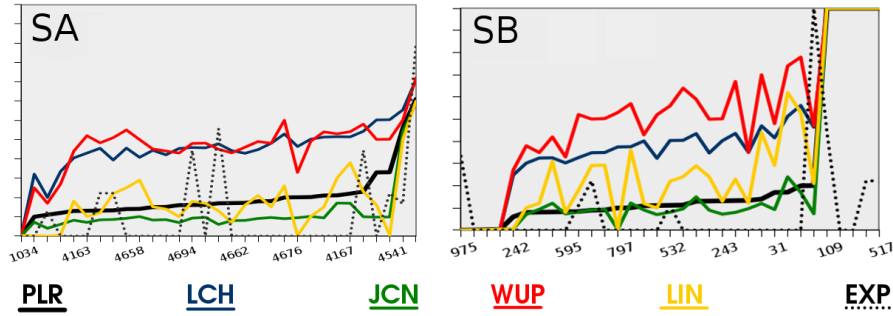 SA
SB
1034 4163 4658 4694 4662 4676 4167 4541
975 242 595 797 532 243 31 109 517
PLR LCH JCN WUP LIN EXP